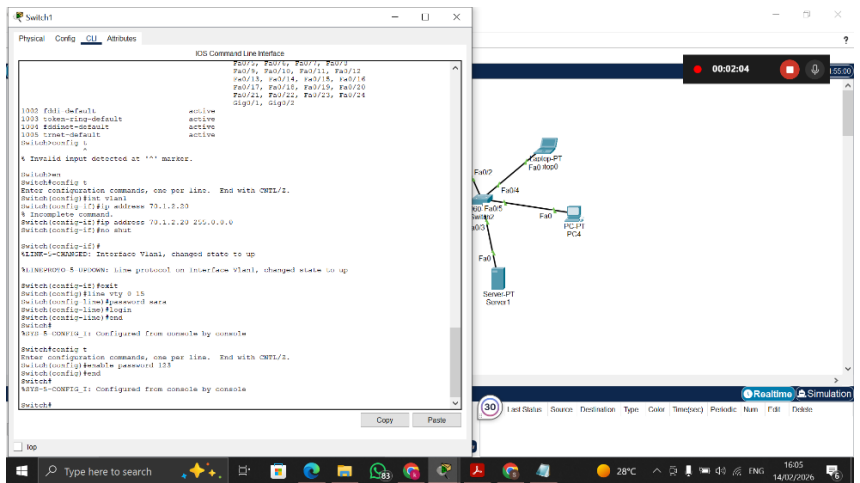 Switch1
Physical Config CLI Attributes
IOS Command Line Interface
Fa0/5, Fa0/6, Fa0/7, Fa0/8
Fa0/9, Fa0/10, Fa0/11, Fa0/12
Fa0/13, Fa0/14, Fa0/15, Fa0/16
Fa0/17, Fa0/18, Fa0/19, Fa0/20
Fa0/21, Fa0/22, Fa0/23, Fa0/24
Gig0/1, Gig0/2
1002 fddi-default active
1003 token-ring-default active
1004 fddinet-default active
1005 trnet-default active
Switch>config t
^
% Invalid input detected at '^' marker.
Switch>en
Switch#config t
Enter configuration commands, one per line. End with CNTL/Z.
Switch(config)#int vlan1
Switch(config-if)#ip address 70.1.2.20
% Incomplete command.
Switch(config-if)#ip address 70.1.2.20 255.0.0.0
Switch(config-if)#no shut
Switch(config-if)#
%LINK-5-CHANGED: Interface Vlan1, changed state to up
%LINEPROTO-5-UPDOWN: Line protocol on Interface Vlan1, changed state to up
Switch(config-if)#exit
Switch(config)#line vty 0 15
Switch(config-line)#password sara
Switch(config-line)#login
Switch(config-line)#end
Switch#
%SYS-5-CONFIG_I: Configured from console by console
Switch#config t
Enter configuration commands, one per line. End with CNTL/Z.
Switch(config)#enable password 123
Switch(config)#end
Switch#
%SYS-5-CONFIG_I: Configured from console by console
Switch#
Copy Paste
Top
?
00:02:04
:55:00
Laptop-PT
Fa0
Fa0/2
Fa0/4
Fa0/5
Fa0
PC-PT
PC4
Fa0
Server-PT
Server1
Realtime Simulation
30
Last Status Source Destination Type Color Time(sec) Periodic Num Edit Delete
Type here to search
83
28°C
ENG
16:05
14/02/2026
6